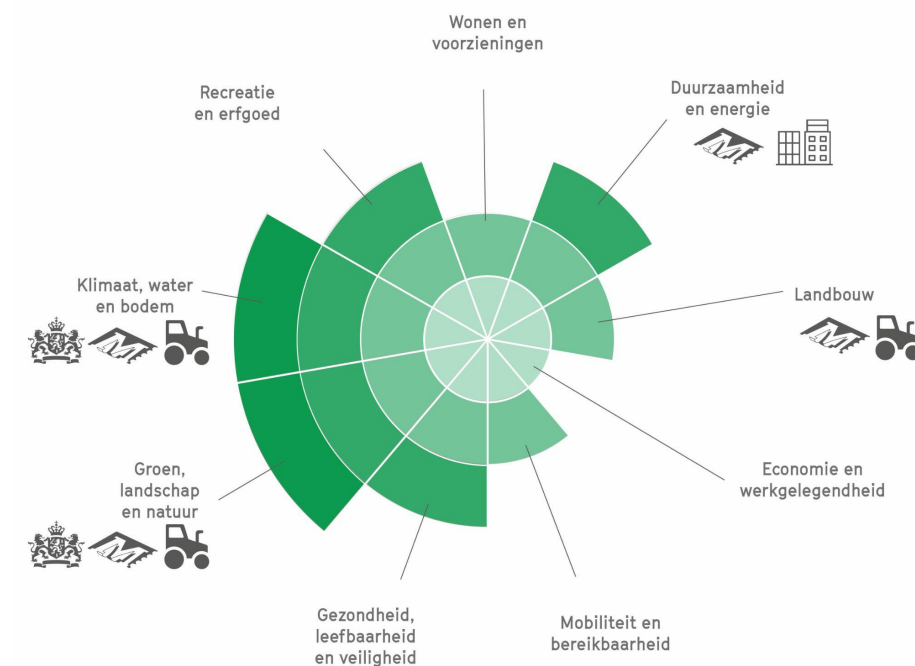 Wonen en
voorzieningen
Duurzaamheid
en energie
Recreatie
en erfgoed
Klimaat, water
en bodem
Landbouw
Groen,
landschap
en natuur
Economie en
werkgelegendheid
Gezondheid,
leefbaarheid
en veiligheid
Mobiliteit en
bereikbaarheid